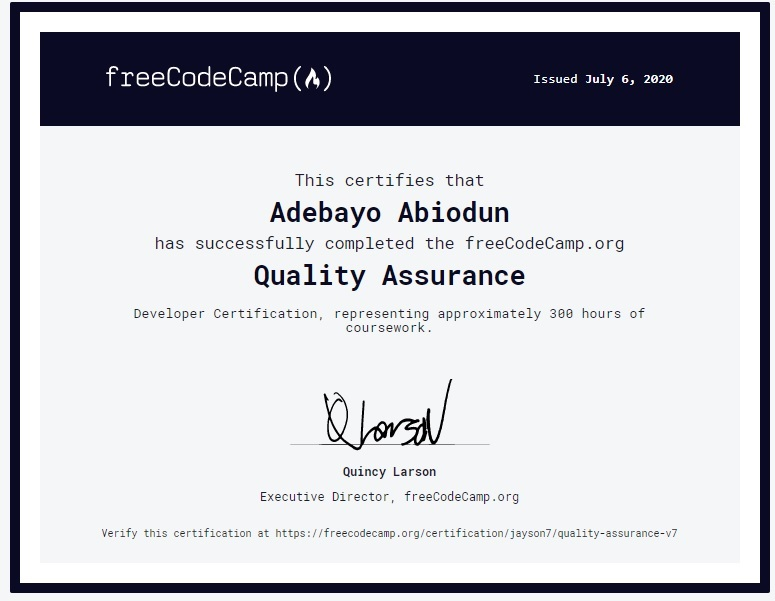 freeCodeCamp
Issued July 6, 2020
This certifies that
Adebayo Abiodun
has successfully completed the freeCodeCamp.org
Quality Assurance
Developer Certification, representing approximately 300 hours of
coursework.
Q Larson
Quincy Larson
Executive Director, freeCodeCamp.org
Verify this certification at https://freecodecamp.org/certification/jayson7/quality-assurance-v7